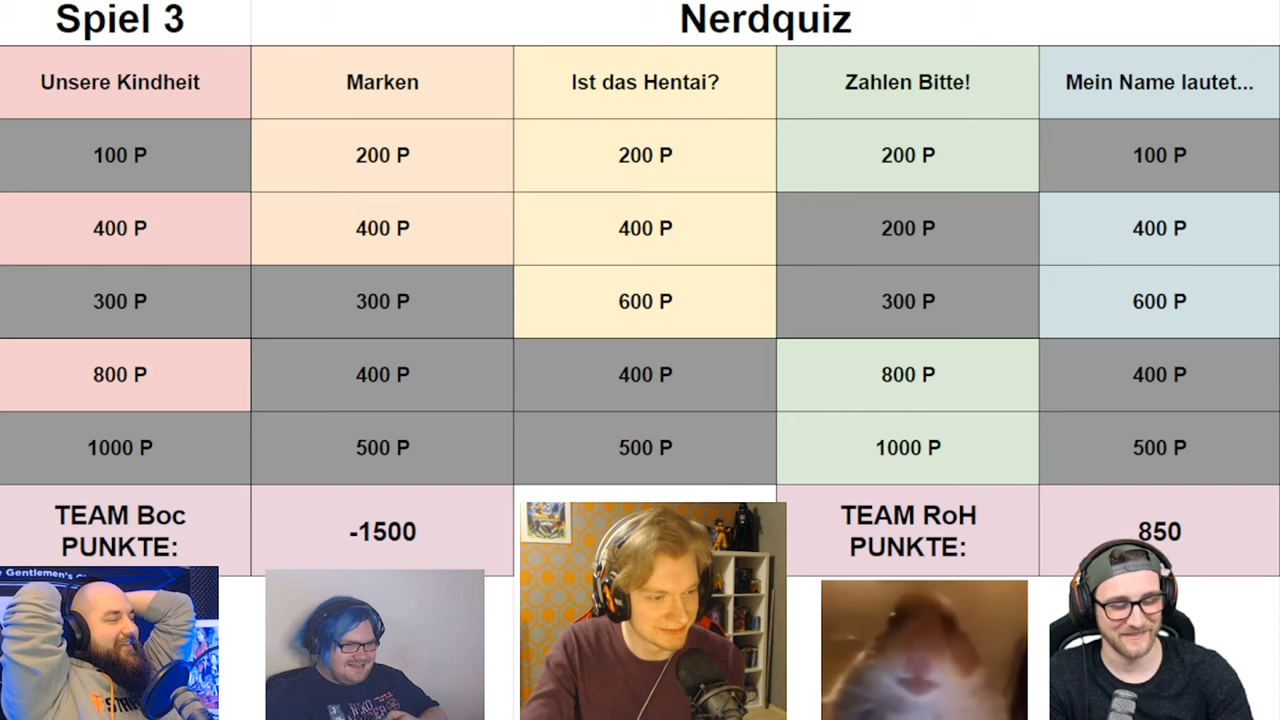 Spiel 3 Nerdquiz
Unsere Kindheit Marken Ist das Hentai? Zahlen Bitte! Mein Name lautet...
100 P 200 P 200 P 200 P 100 P
400 P 400 P 400 P 200 P 400 P
300 P 300 P 600 P 300 P 600 P
800 P 400 P 400 P 800 P 400 P
1000 P 500 P 500 P 1000 P 500 P
TEAM Boc
PUNKTE:
-1500
TEAM RoH
PUNKTE:
850
Gentlemen's